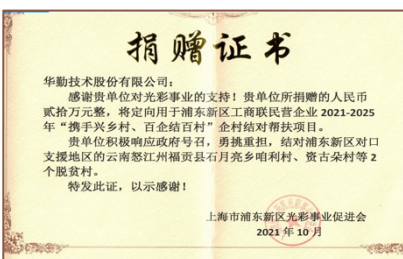 捐赠证书
华勤技术股份有限公司:
感谢贵单位对光彩事业的支持!贵单位所捐赠的人民币
贰拾万元整,将定向用于浦东新区工商联民营企业 2021-2025
年“携手兴乡村、百企结百村”企村结对帮扶项目。
贵单位积极响应政府号召,勇挑重担,结对浦东新区对口
支援地区的云南怒江州福贡县石月亮乡咱利村、资古朵村等 2
个脱贫村。
特发此证,以示感谢!
上海市浦东新区光彩事业促进会
2021 年 10 月